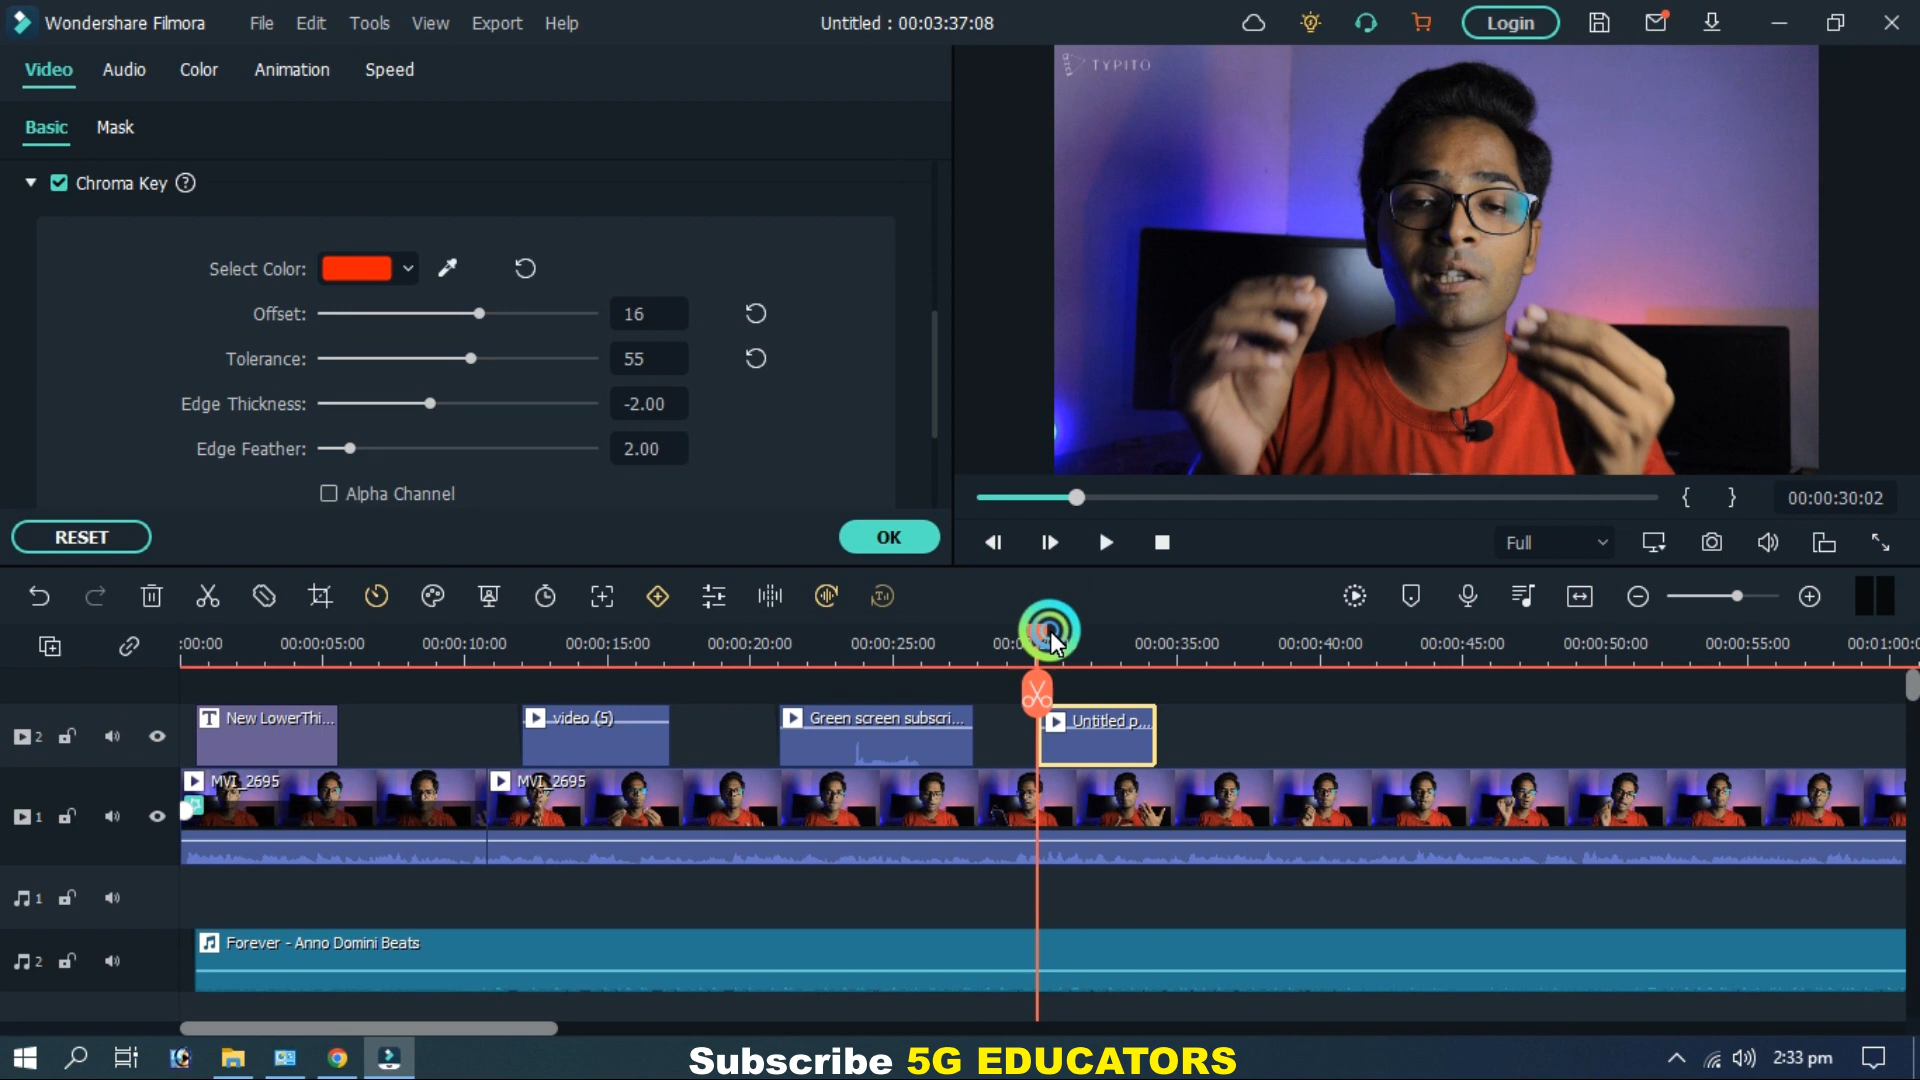 Wondershare Filmora File Edit Tools View Export Help Untitled : 00:03:37:08 Login
Video Audio Color Animation Speed
TYPITO
Basic Mask
Chroma Key ?
Select Color:
Offset: 16
Tolerance: 55
Edge Thickness: -2.00
Edge Feather: 2.00
Alpha Channel
{ } 00:00:30:02
RESET OK
Full
:00:00 00:00:05:00 00:00:10:00 00:00:15:00 00:00:20:00 00:00:25:00 00:00:35:00 00:00:40:00 00:00:45:00 00:00:50:00 00:00:55:00 00:01:00:0
T New LowerThi... video (5) Green screen subscri... Untitled p...
2
MVI_2695 MVI_2695
1
1
Forever - Anno Domini Beats
2
Subscribe 5G EDUCATORS
2:33 pm